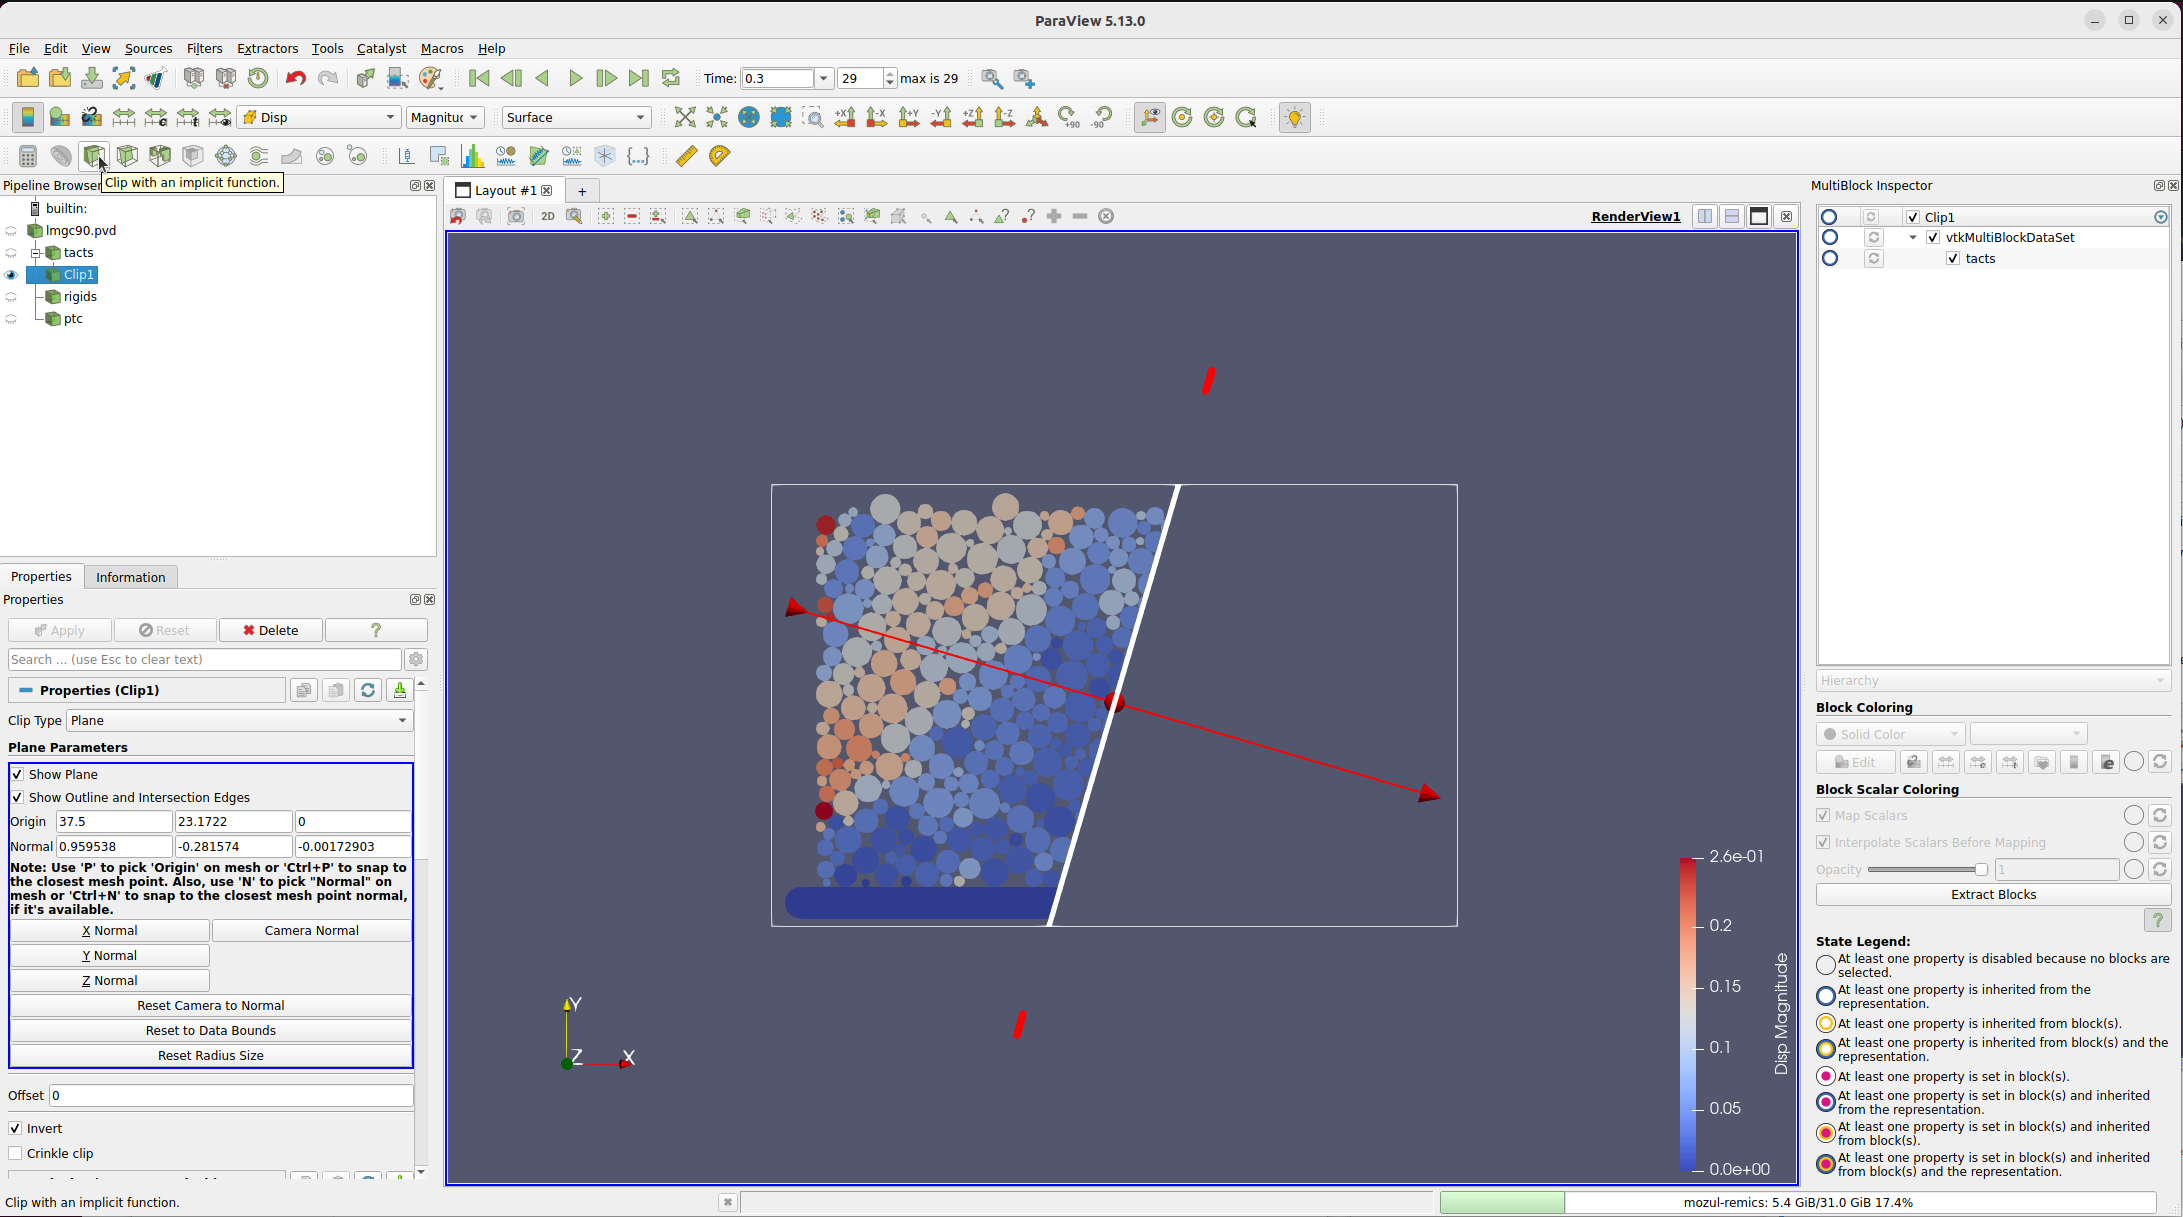 ParaView 5.13.0
File Edit View Sources Filters Extractors Tools Catalyst Macros Help
Time: 0.3 29 max is 29
Disp Magnituc Surface +X -X +Y -Y +Z -Z +90 -90
Pipeline Browser
Clip with an implicit function.
builtin:
lmgc90.pvd
tacts
Clip1
rigids
ptc
Properties Information
Properties
Apply Reset Delete ?
Search ... (use Esc to clear text)
Properties (Clip1)
Clip Type Plane
Plane Parameters
Show Plane
Show Outline and Intersection Edges
Origin 37.5 23.1722 0
Normal 0.959538 -0.281574 -0.00172903
Note: Use 'P' to pick 'Origin' on mesh or 'Ctrl+P' to snap to
the closest mesh point. Also, use 'N' to pick "Normal" on
mesh or 'Ctrl+N' to snap to the closest mesh point normal,
if it's available.
X Normal Camera Normal
Y Normal
Z Normal
Reset Camera to Normal
Reset to Data Bounds
Reset Radius Size
Offset 0
Invert
Crinkle clip
Clip with an implicit function.
Layout #1 +
2D
RenderView1
Y
Z X
2.6e-01
0.2
0.15
0.1
0.05
0.0e+00
Disp Magnitude
MultiBlock Inspector
Clip1
vtkMultiBlockDataSet
tacts
Hierarchy
Block Coloring
Solid Color
Edit
Block Scalar Coloring
Map Scalars
Interpolate Scalars Before Mapping
Opacity 1
Extract Blocks
?
State Legend:
At least one property is disabled because no blocks are
selected.
At least one property is inherited from the
representation.
At least one property is inherited from block(s).
At least one property is inherited from block(s) and the
representation.
At least one property is set in block(s).
At least one property is set in block(s) and inherited
from the representation.
At least one property is set in block(s) and inherited
from block(s).
At least one property is set in block(s) and inherited
from block(s) and the representation.
mozul-remics: 5.4 GiB/31.0 GiB 17.4%